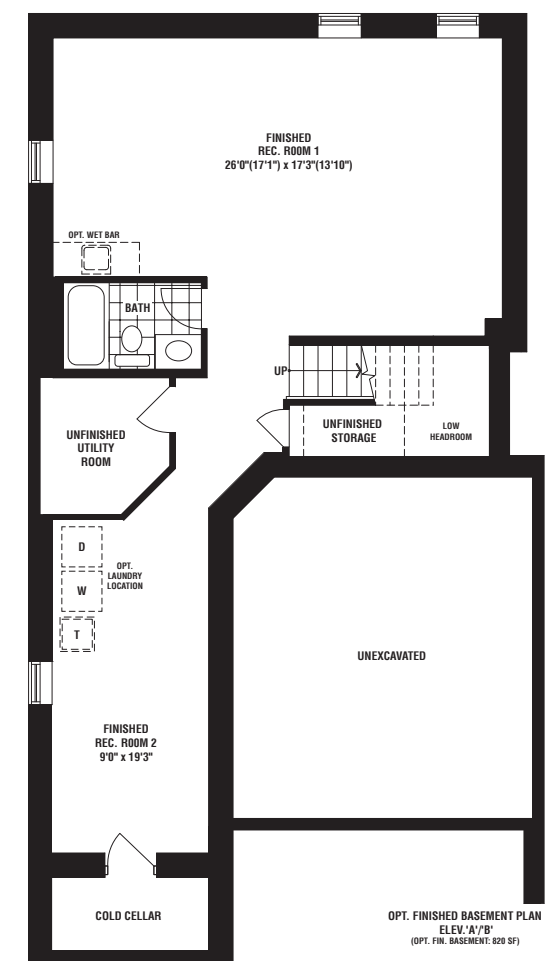 FINISHED
REC. ROOM 1
26'0"(17'1") x 17'3"(13'10")
OPT. WET BAR
BATH
UP
UNFINISHED
STORAGE
LOW
HEADROOM
UNFINISHED
UTILITY
ROOM
D
OPT.
LAUNDRY
LOCATION
W
T
UNEXCAVATED
FINISHED
REC. ROOM 2
9'0" x 19'3"
COLD CELLAR
OPT. FINISHED BASEMENT PLAN
ELEV.'A'/'B'
(OPT. FIN. BASEMENT: 820 SF)